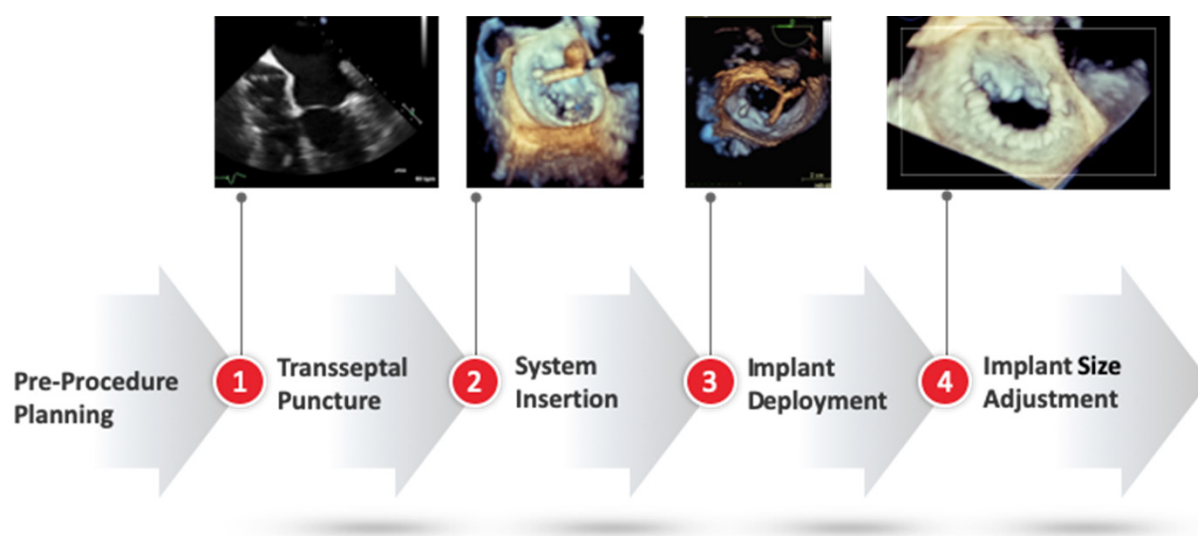 Pre-Procedure
Planning
1
Transseptal
Puncture
2
System
Insertion
3
Implant
Deployment
4
Implant Size
Adjustment